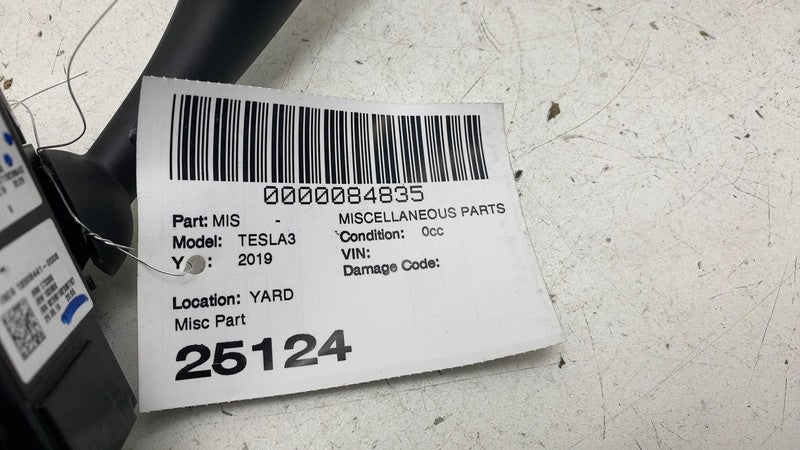 0000084835
Part: MIS - MISCELLANEOUS PARTS
Model: TESLA3 Condition: 0cc
Y : 2019 VIN:
Damage Code:
Location: YARD
Misc Part
25124